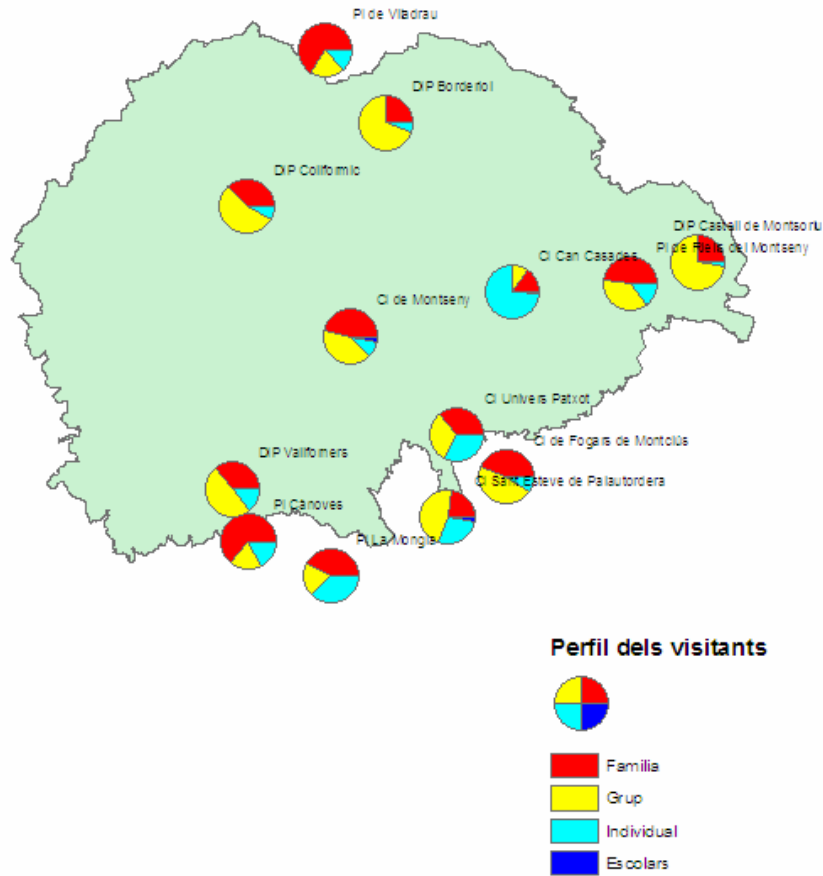 PI de Viladrau
DIP Borderiol
DIP Collformic
DIP Castell de Montsoriu
PI de Riells del Montseny
CI Can Casades
CI de Montseny
CI Univers Patxot
CI de Fogars de Montclús
DIP Vallforners
CI Sant Esteve de Palautordera
PI Cànoves
PI La Mongia
Perfil dels visitants
Familia
Grup
Individual
Escolars